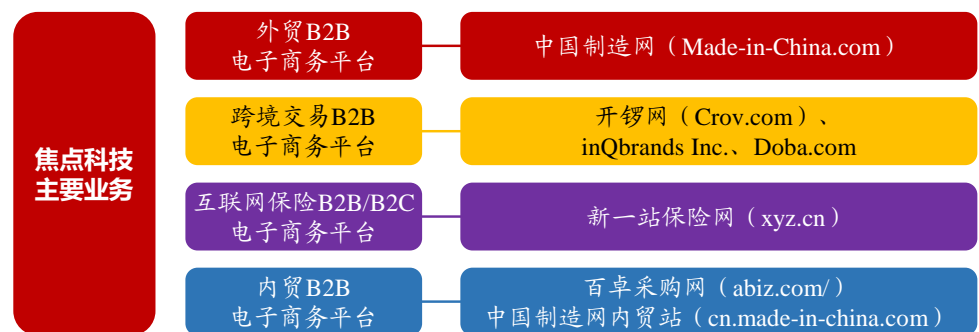 焦点科技
主要业务
外贸B2B
电子商务平台
中国制造网（Made-in-China.com）
跨境交易B2B
电子商务平台
开锣网（Crov.com）、
inQbrands Inc.、Doba.com
互联网保险B2B/B2C
电子商务平台
新一站保险网（xyz.cn）
内贸B2B
电子商务平台
百卓采购网（abiz.com/）
中国制造网内贸站（cn.made-in-china.com）